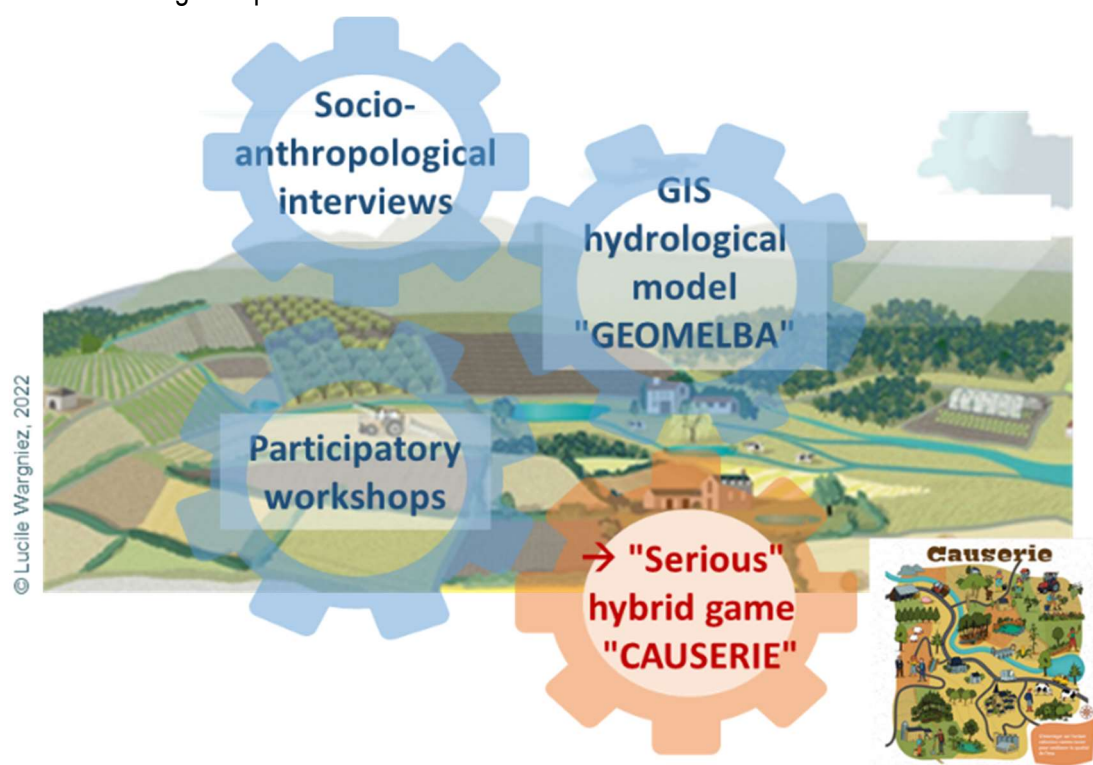 Socio-
anthropological
interviews
GIS
hydrological
model
"GEOMELBA"
Participatory
workshops
→ "Serious"
hybrid game
"CAUSERIE"
© Lucile Wargniez, 2022
Causerie